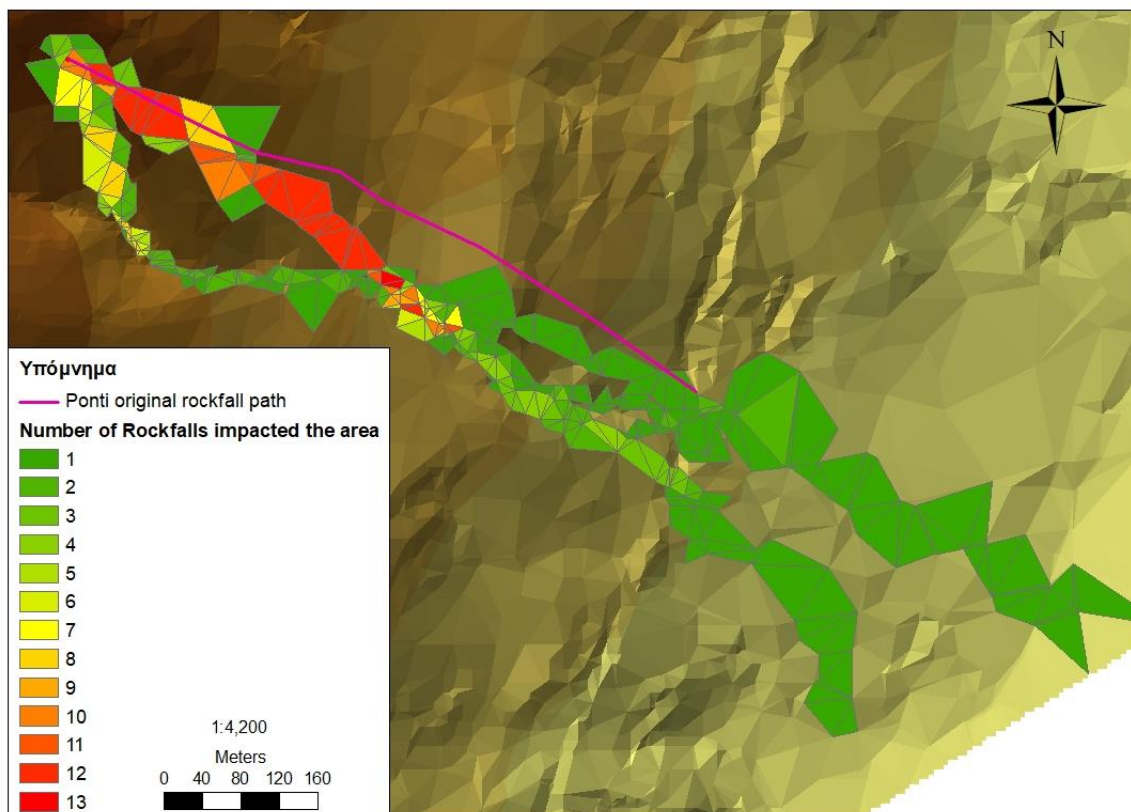 N
Υπόμνημα
Ponti original rockfall path
Number of Rockfalls impacted the area
1
2
3
4
5
6
7
8
9
10
11
12
13
1:4,200
Meters
0 40 80 120 160